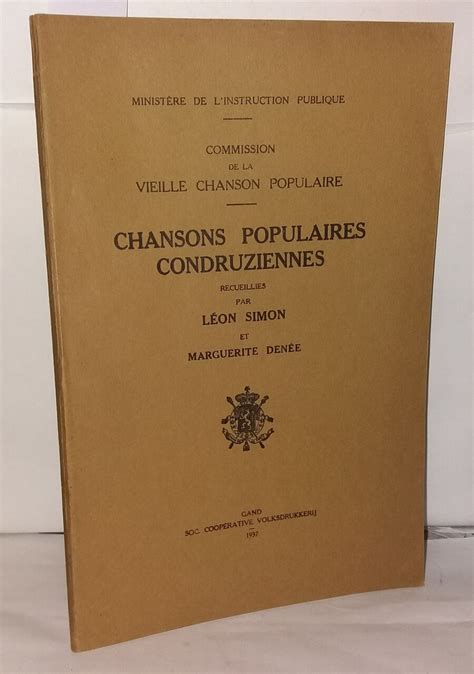 MINISTÈRE DE L'INSTRUCTION PUBLIQUE
COMMISSION
DE LA
VIEILLE CHANSON POPULAIRE
CHANSONS POPULAIRES
CONDRUZIENNES
RECUEILLIES
PAR
LÉON SIMON
ET
MARGUERITE DENÉE
GAND
SOC. COOPÉRATIVE VOLKSDRUKKERIJ
1937